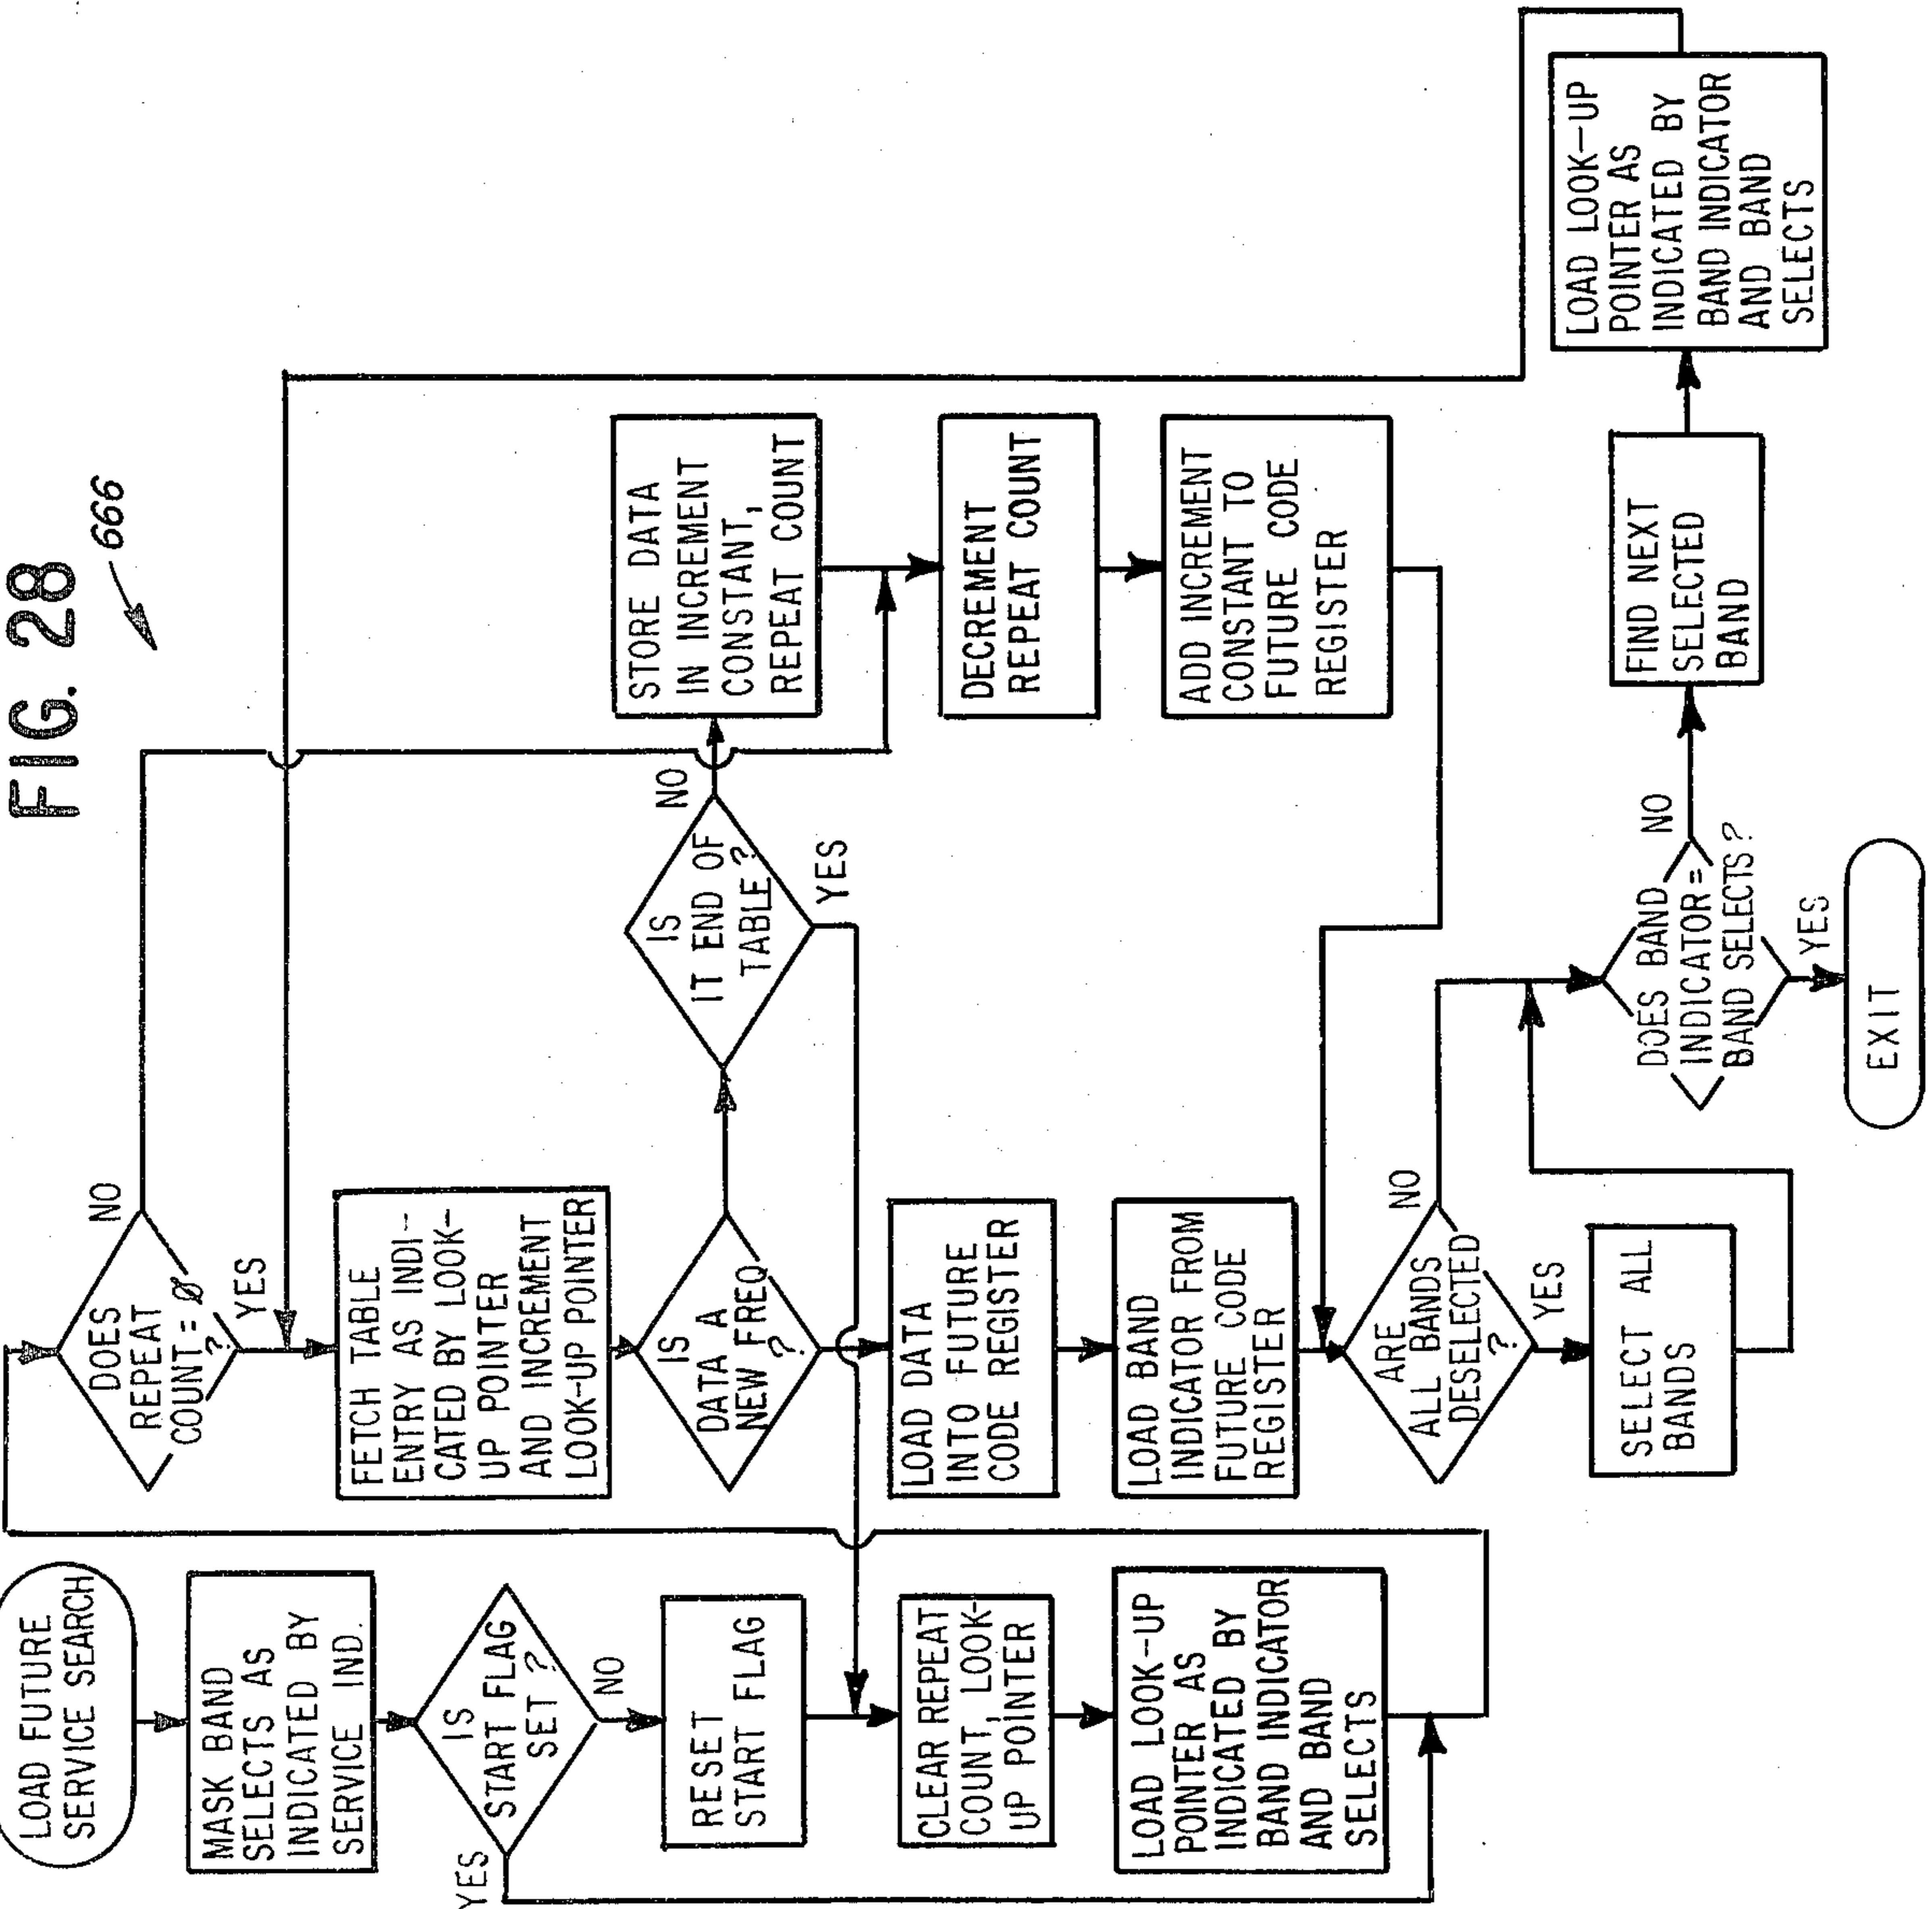 FIG. 28
666
LOAD FUTURE
SERVICE SEARCH
MASK BAND
SELECTS AS
INDICATED BY
SERVICE IND.
IS
START FLAG
SET ?
YES
NO
RESET
START FLAG
CLEAR REPEAT
COUNT, LOOK-
UP POINTER
LOAD LOOK-UP
POINTER AS
INDICATED BY
BAND INDICATOR
AND BAND
SELECTS
DOES
REPEAT
COUNT = Ø
?
NO
YES
FETCH TABLE
ENTRY AS INDI-
CATED BY LOOK-
UP POINTER
AND INCREMENT
LOOK-UP POINTER
IS
DATA A
NEW FREQ
?
LOAD DATA
INTO FUTURE
CODE REGISTER
LOAD BAND
INDICATOR FROM
FUTURE CODE
REGISTER
ARE
ALL BANDS
DESELECTED
?
NO
YES
SELECT ALL
BANDS
IS
IT END OF
TABLE ?
NO
YES
STORE DATA
IN INCREMENT
CONSTANT,
REPEAT COUNT
DECREMENT
REPEAT COUNT
ADD INCREMENT
CONSTANT TO
FUTURE CODE
REGISTER
DOES BAND
INDICATOR =
BAND SELECTS?
NO
YES
EXIT
FIND NEXT
SELECTED
BAND
LOAD LOOK-UP
POINTER AS
INDICATED BY
BAND INDICATOR
AND BAND
SELECTS